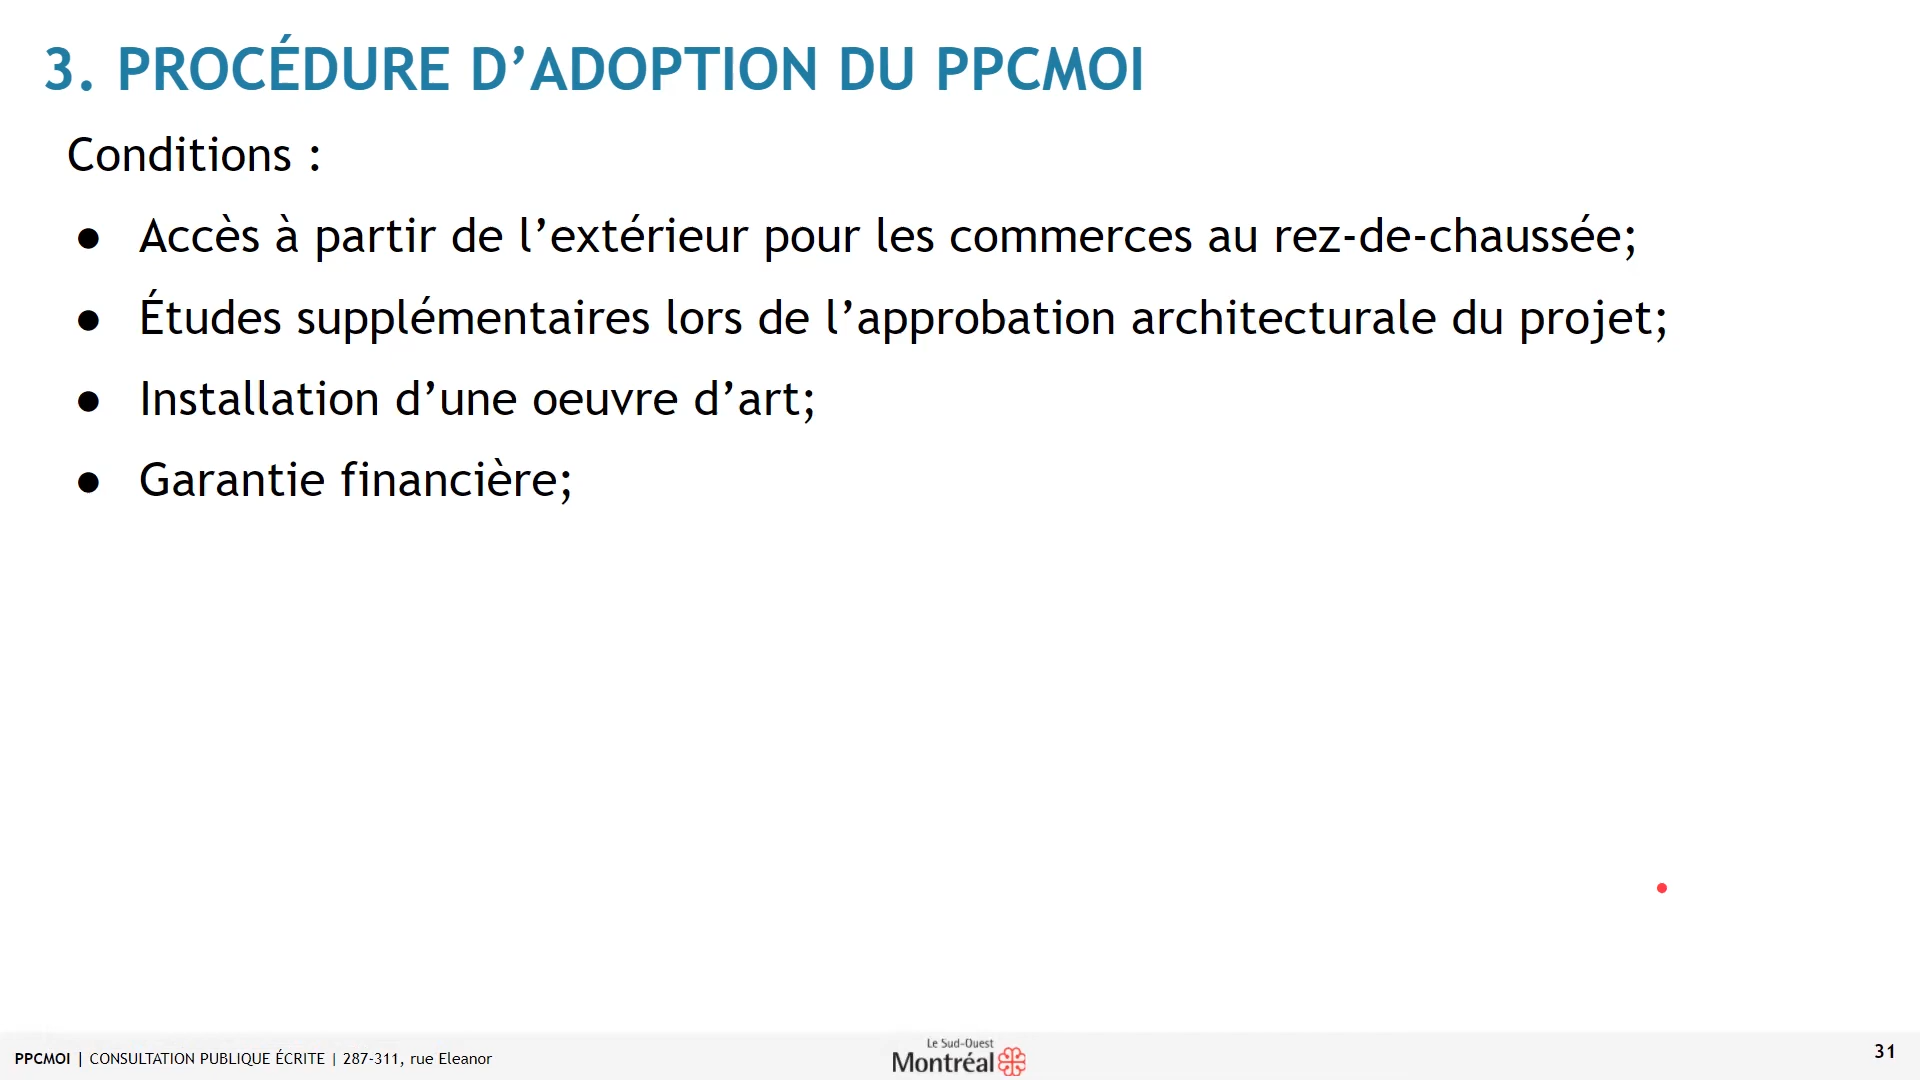 3. PROCÉDURE D’ADOPTION DU PPCMOI
Conditions :
● Accès à partir de l’extérieur pour les commerces au rez-de-chaussée;
● Études supplémentaires lors de l’approbation architecturale du projet;
● Installation d’une oeuvre d’art;
● Garantie financière;
PPCMOI | CONSULTATION PUBLIQUE ÉCRITE | 287-311, rue Eleanor
Le Sud-Ouest
Montréal
31